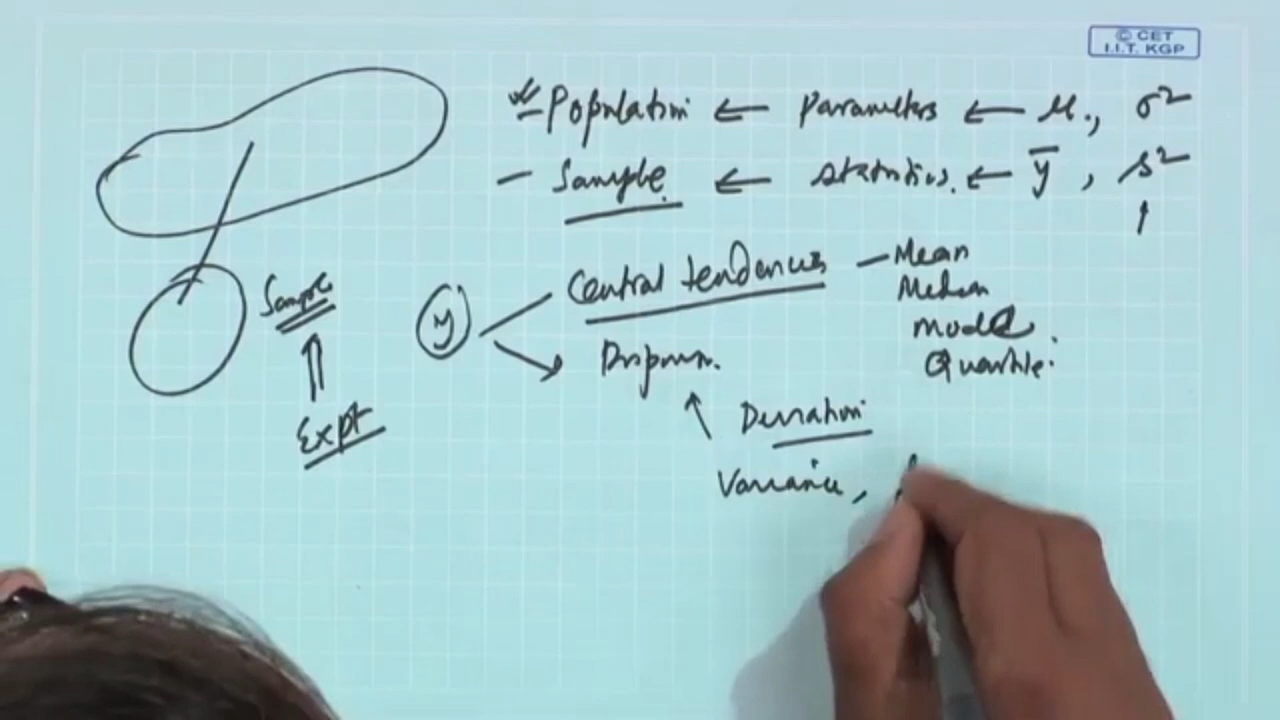 © CET
I.I.T. KGP
Population ← Parameters ← μ, σ²
– Sample ← statistics ← ȳ, s²
Sample
Expt
y
Central tendencies – Mean
Median
Mode
Quartile.
Dispersion.
Deviation
Variance,